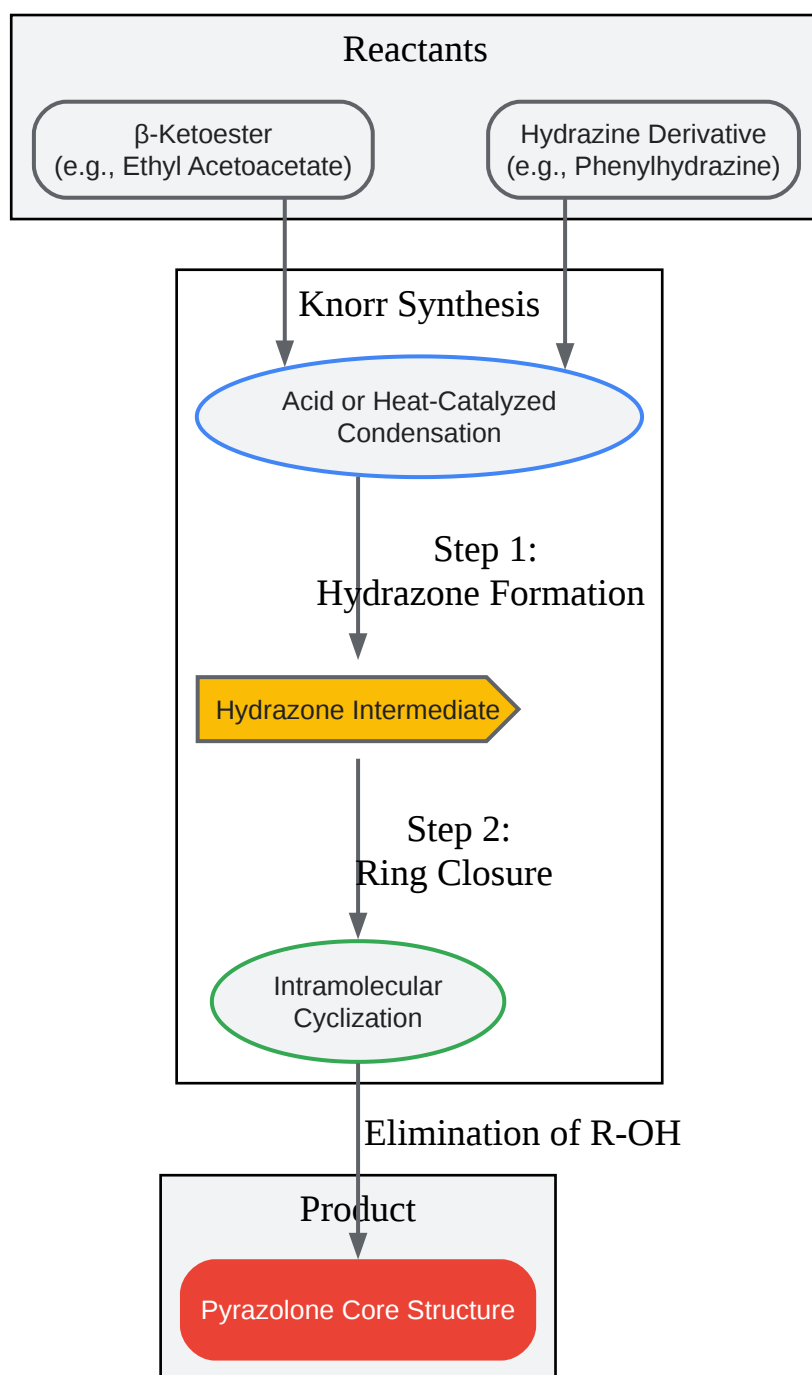 Reactants
β-Ketoester
(e.g., Ethyl Acetoacetate)
Hydrazine Derivative
(e.g., Phenylhydrazine)
Knorr Synthesis
Acid or Heat-Catalyzed
Condensation
Step 1:
Hydrazone Formation
Hydrazone Intermediate
Step 2:
Ring Closure
Intramolecular
Cyclization
Elimination of R-OH
Product
Pyrazolone Core Structure